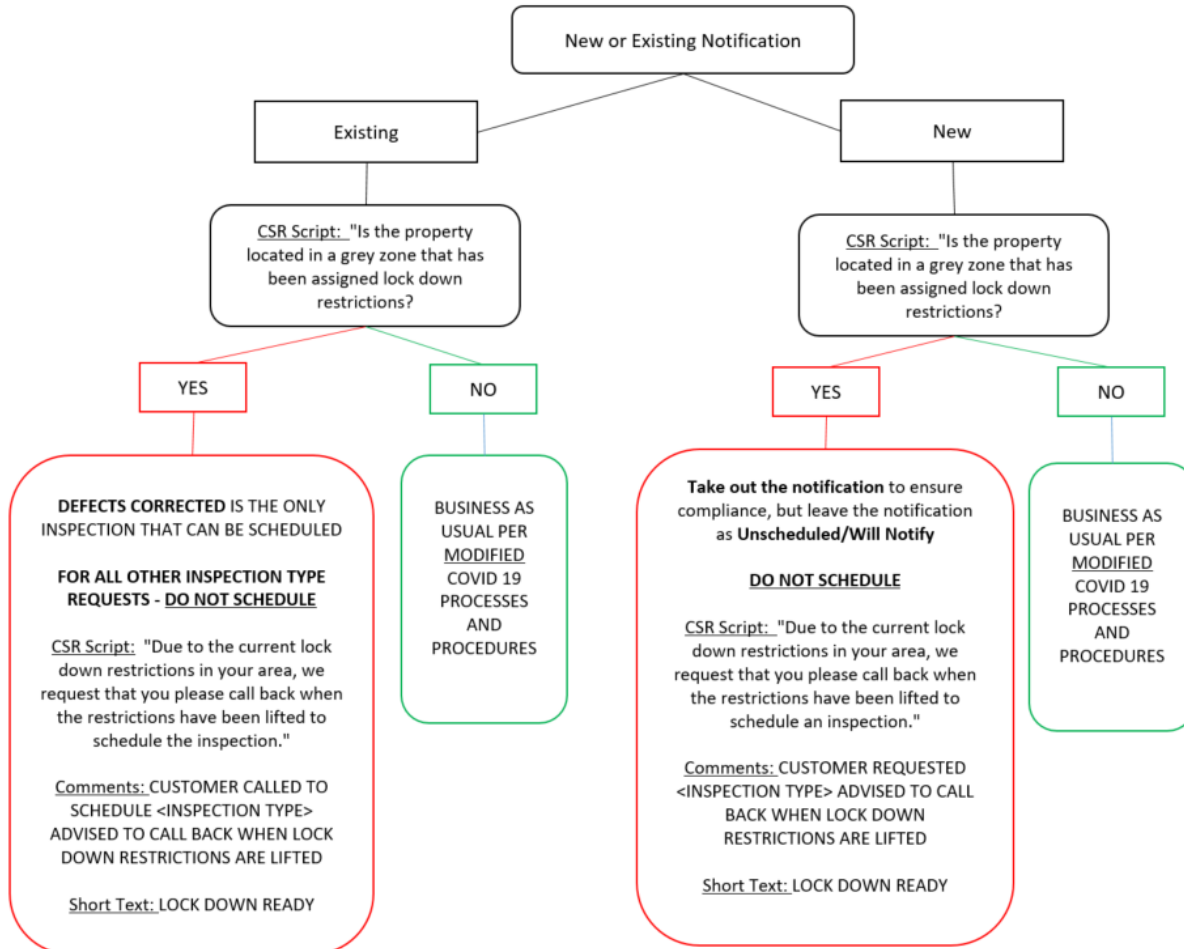 New or Existing Notification
Existing
New
CSR Script: "Is the property
located in a grey zone that has
been assigned lock down
restrictions?
CSR Script: "Is the property
located in a grey zone that has
been assigned lock down
restrictions?
YES
NO
YES
NO
DEFECTS CORRECTED IS THE ONLY
INSPECTION THAT CAN BE SCHEDULED
FOR ALL OTHER INSPECTION TYPE
REQUESTS - DO NOT SCHEDULE
CSR Script: "Due to the current lock
down restrictions in your area, we
request that you please call back when
the restrictions have been lifted to
schedule the inspection."
Comments: CUSTOMER CALLED TO
SCHEDULE <INSPECTION TYPE>
ADVISED TO CALL BACK WHEN LOCK
DOWN RESTRICTIONS ARE LIFTED
Short Text: LOCK DOWN READY
BUSINESS AS
USUAL PER
MODIFIED
COVID 19
PROCESSES
AND
PROCEDURES
Take out the notification to ensure
compliance, but leave the notification
as Unscheduled/Will Notify
DO NOT SCHEDULE
CSR Script: "Due to the current lock
down restrictions in your area, we
request that you please call back when
the restrictions have been lifted to
schedule an inspection."
Comments: CUSTOMER REQUESTED
<INSPECTION TYPE> ADVISED TO CALL
BACK WHEN LOCK DOWN
RESTRICTIONS ARE LIFTED
Short Text: LOCK DOWN READY
BUSINESS AS
USUAL PER
MODIFIED
COVID 19
PROCESSES
AND
PROCEDURES